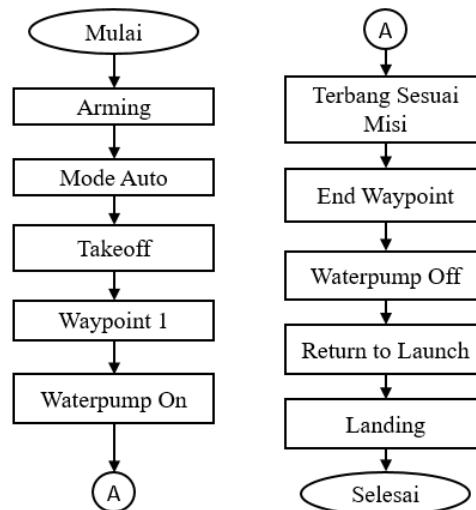 Mulai
Arming
Mode Auto
Takeoff
Waypoint 1
Waterpump On
A
A
Terbang Sesuai
Misi
End Waypoint
Waterpump Off
Return to Launch
Landing
Selesai